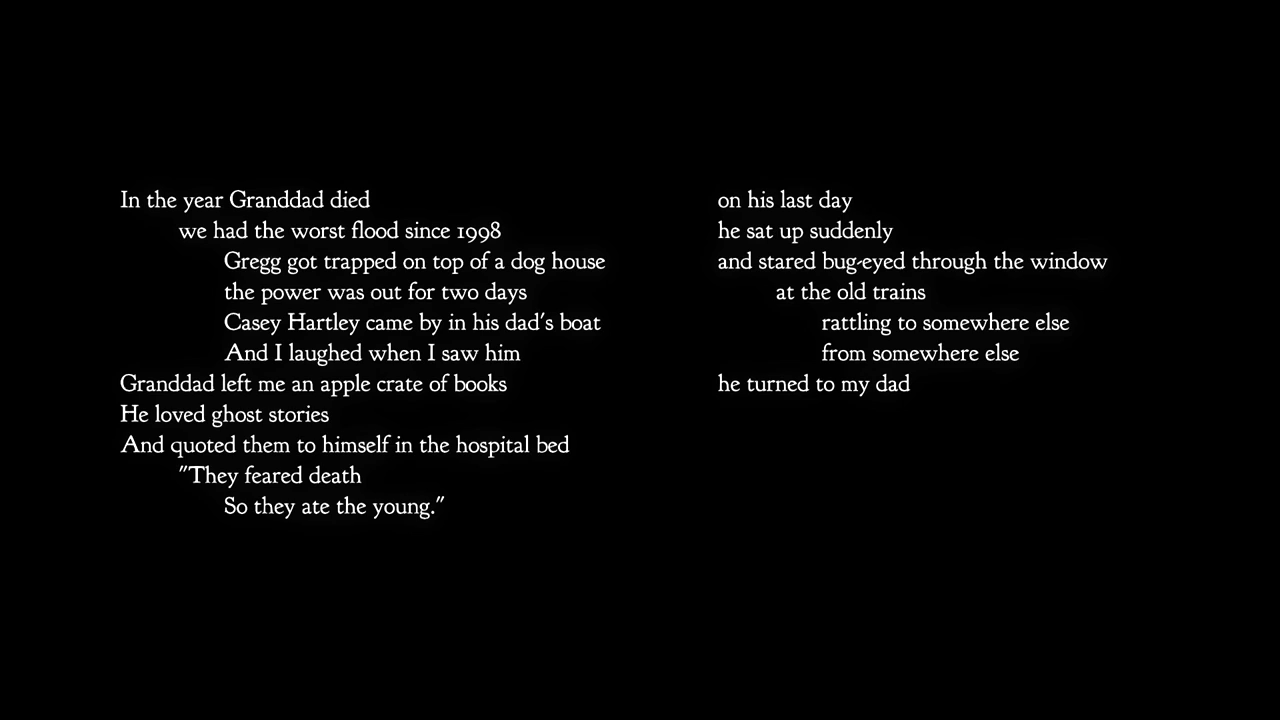 In the year Granddad died
we had the worst flood since 1998
Gregg got trapped on top of a dog house
the power was out for two days
Casey Hartley came by in his dad's boat
And I laughed when I saw him
Granddad left me an apple crate of books
He loved ghost stories
And quoted them to himself in the hospital bed
"They feared death
So they ate the young."
on his last day
he sat up suddenly
and stared bug-eyed through the window
at the old trains
rattling to somewhere else
from somewhere else
he turned to my dad